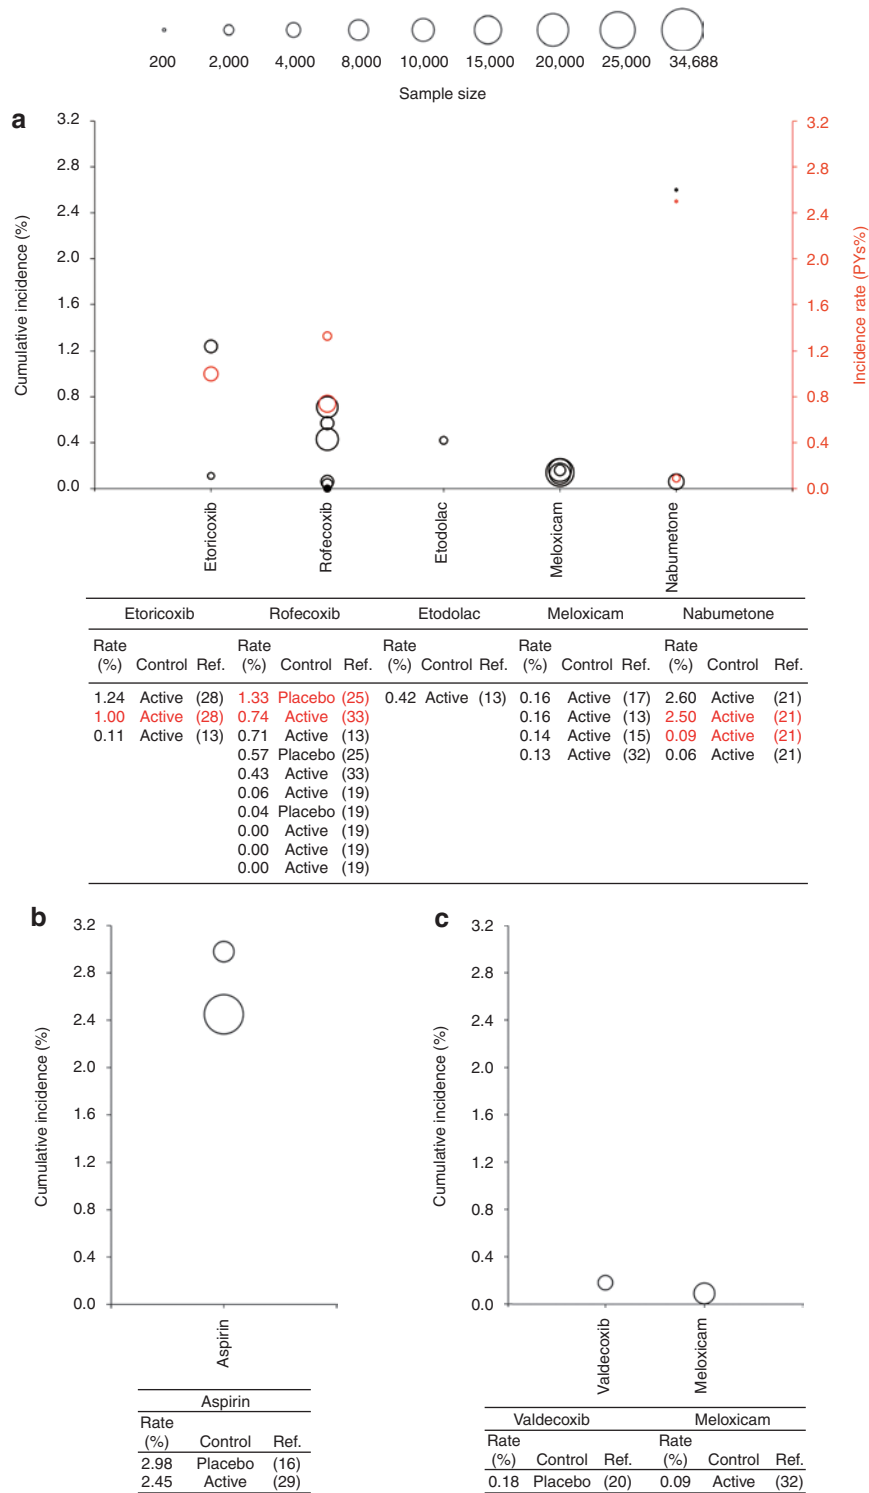 200 2,000 4,000 8,000 10,000 15,000 20,000 25,000 34,688
Sample size
a
Cumulative incidence (%)
3.2
2.8
2.4
2.0
1.6
1.2
0.8
0.4
0.0
Incidence rate (PYs%)
3.2
2.8
2.4
2.0
1.6
1.2
0.8
0.4
0.0
Etoricoxib
Rofecoxib
Etodolac
Meloxicam
Nabumetone
Etoricoxib Rofecoxib Etodolac Meloxicam Nabumetone
Rate Rate Rate Rate Rate
(%) Control Ref. (%) Control Ref. (%) Control Ref. (%) Control Ref. (%) Control Ref.
1.24 Active (28) 1.33 Placebo (25) 0.42 Active (13) 0.16 Active (17) 2.60 Active (21)
1.00 Active (28) 0.74 Active (33) 0.16 Active (13) 2.50 Active (21)
0.11 Active (13) 0.71 Active (13) 0.14 Active (15) 0.09 Active (21)
0.57 Placebo (25) 0.13 Active (32) 0.06 Active (21)
0.43 Active (33)
0.06 Active (19)
0.04 Placebo (19)
0.00 Active (19)
0.00 Active (19)
0.00 Active (19)
b
Cumulative incidence (%)
3.2
2.8
2.4
2.0
1.6
1.2
0.8
0.4
0.0
Aspirin
Aspirin
Rate
(%) Control Ref.
2.98 Placebo (16)
2.45 Active (29)
c
Cumulative incidence (%)
3.2
2.8
2.4
2.0
1.6
1.2
0.8
0.4
0.0
Valdecoxib
Meloxicam
Valdecoxib Meloxicam
Rate Rate
(%) Control Ref. (%) Control Ref.
0.18 Placebo (20) 0.09 Active (32)